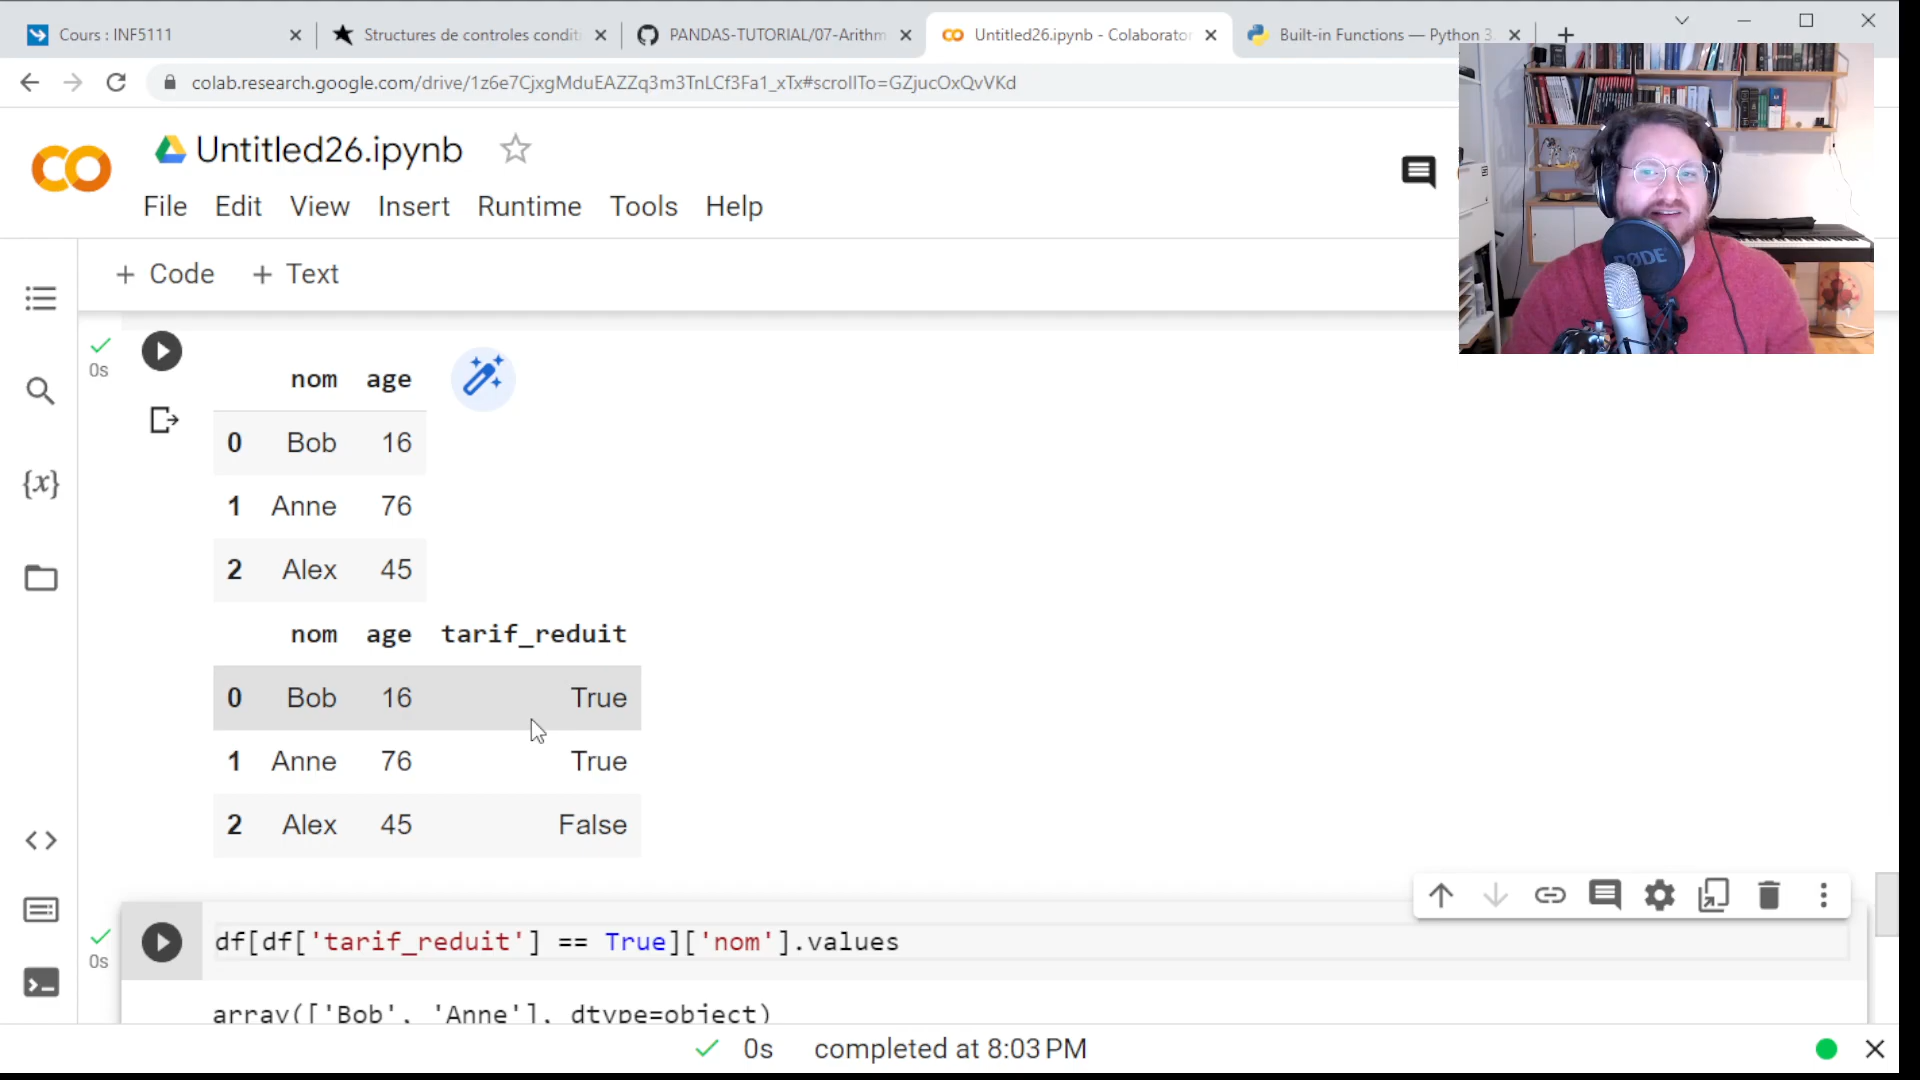 Cours : INF5111
Structures de controles condit
PANDAS-TUTORIAL/07-Arithm
Untitled26.ipynb - Colaborator
Built-in Functions — Python 3.
colab.research.google.com/drive/1z6e7CjxgMduEAZZq3m3TnLCf3Fa1_xTx#scrollTo=GZjucOxQvVKd
Untitled26.ipynb
File Edit View Insert Runtime Tools Help
+ Code + Text
0s
nom age
0 Bob 16
1 Anne 76
2 Alex 45
nom age tarif_reduit
0 Bob 16 True
1 Anne 76 True
2 Alex 45 False
df[df['tarif_reduit'] == True]['nom'].values
0s
array(['Bob', 'Anne'], dtype=object)
0s completed at 8:03 PM
RØDE